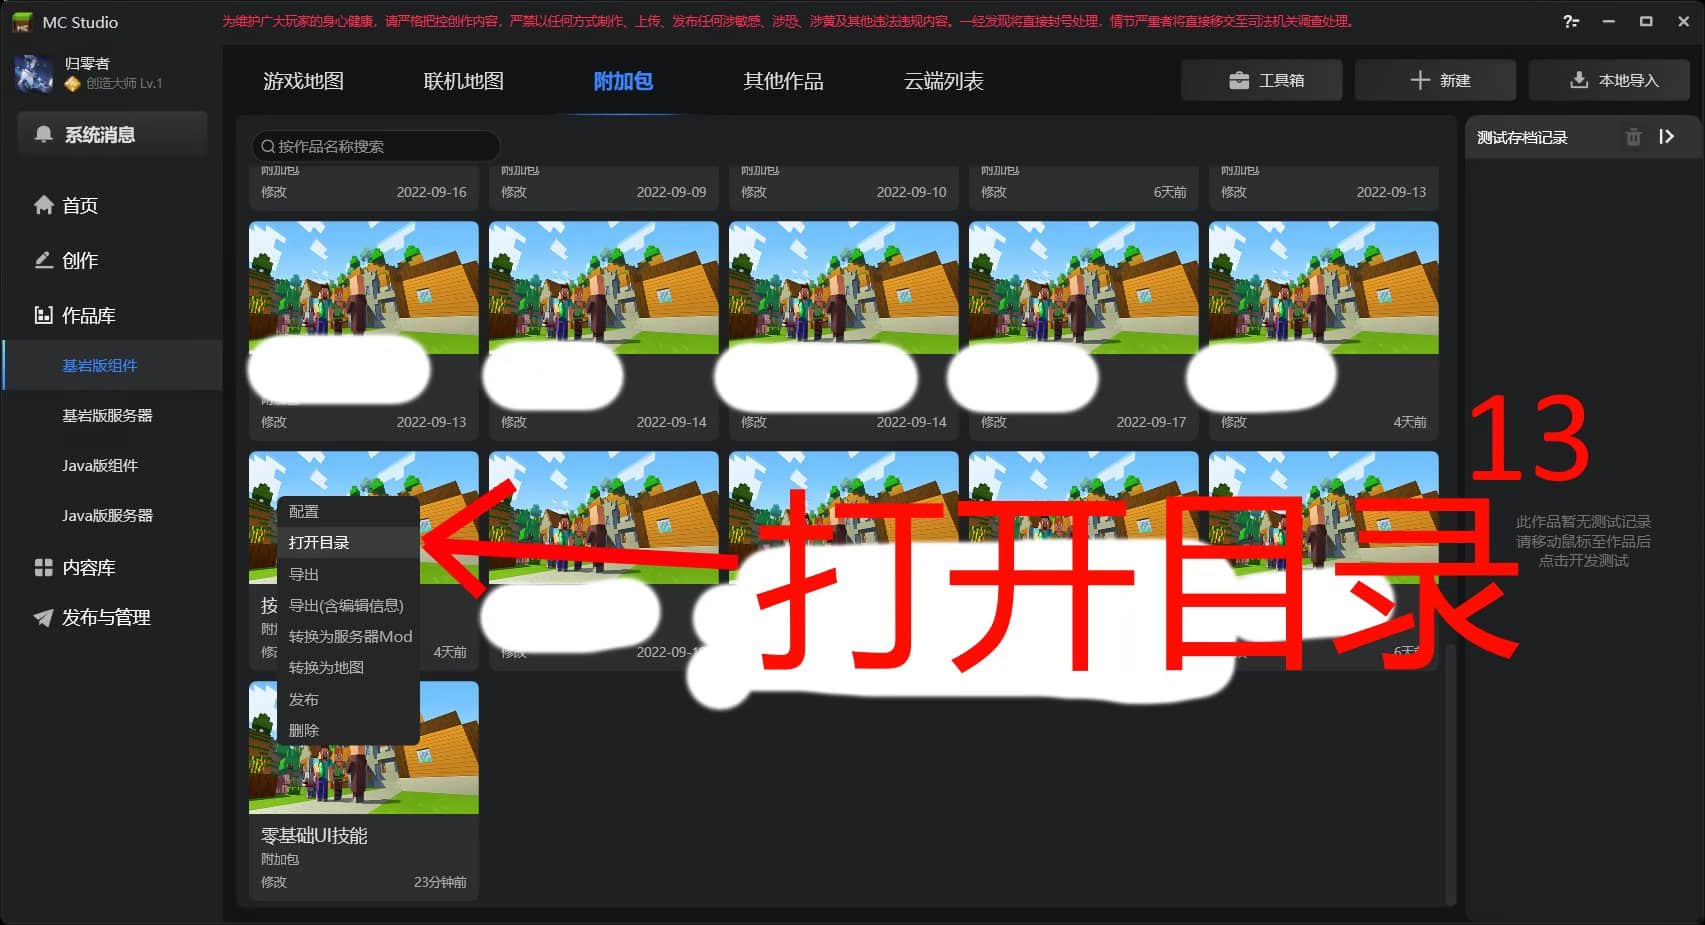 MC Studio
为维护广大玩家的身心健康，请严格把控创作内容，严禁以任何方式制作、上传、发布任何涉敏感、涉恐、涉黄及其他违法违规内容。一经发现将直接封号处理，情节严重者将直接移交至司法机关调查处理。
归零者
创造大师 Lv.1
系统消息
首页
创作
作品库
基岩版组件
基岩版服务器
Java版组件
Java版服务器
内容库
发布与管理
游戏地图
联机地图
附加包
其他作品
云端列表
工具箱
新建
本地导入
按作品名称搜索
附加包
修改 2022-09-16
附加包
修改 2022-09-09
附加包
修改 2022-09-10
附加包
修改 6天前
附加包
修改 2022-09-13
修改 2022-09-13
修改 2022-09-14
修改 2022-09-14
修改 2022-09-17
修改 4天前
配置
打开目录
导出
导出(含编辑信息)
转换为服务器Mod
转换为地图
发布
删除
按
4天前
修改
6天前
零基础UI技能
附加包
修改 23分钟前
测试存档记录
此作品暂无测试记录
请移动鼠标至作品后
点击开发测试
13
打开目录